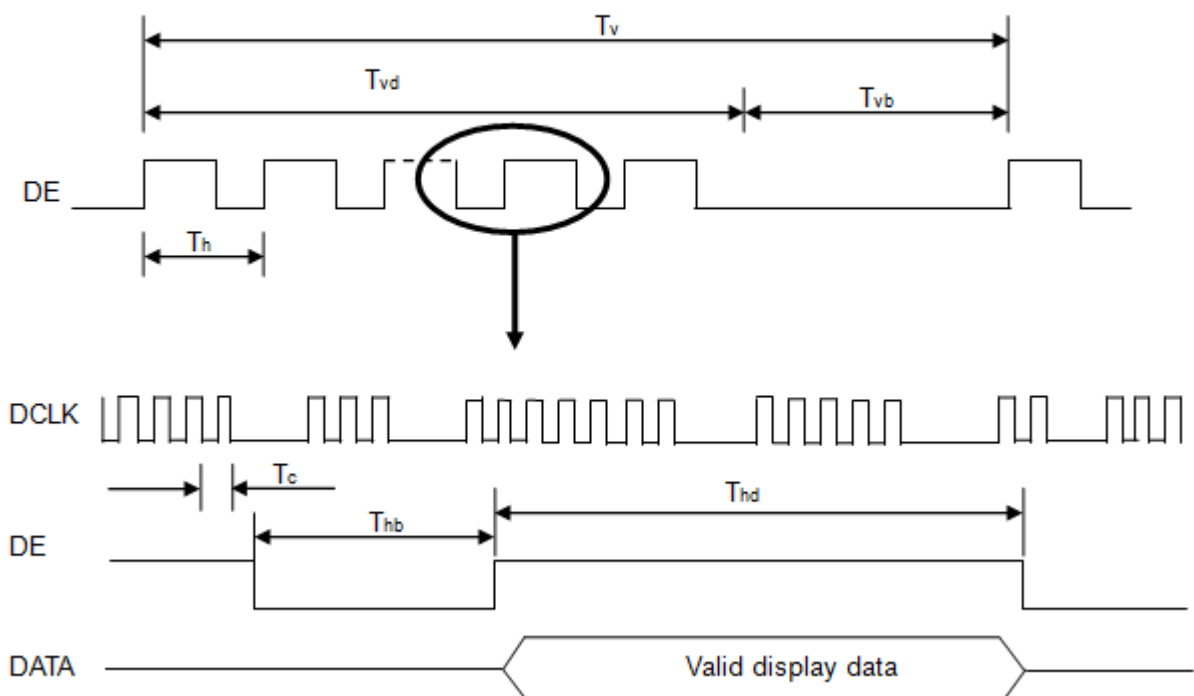 Tv
Tvd
Tvb
DE
Th
DCLK
Tc
Thd
Thb
DE
DATA
Valid display data